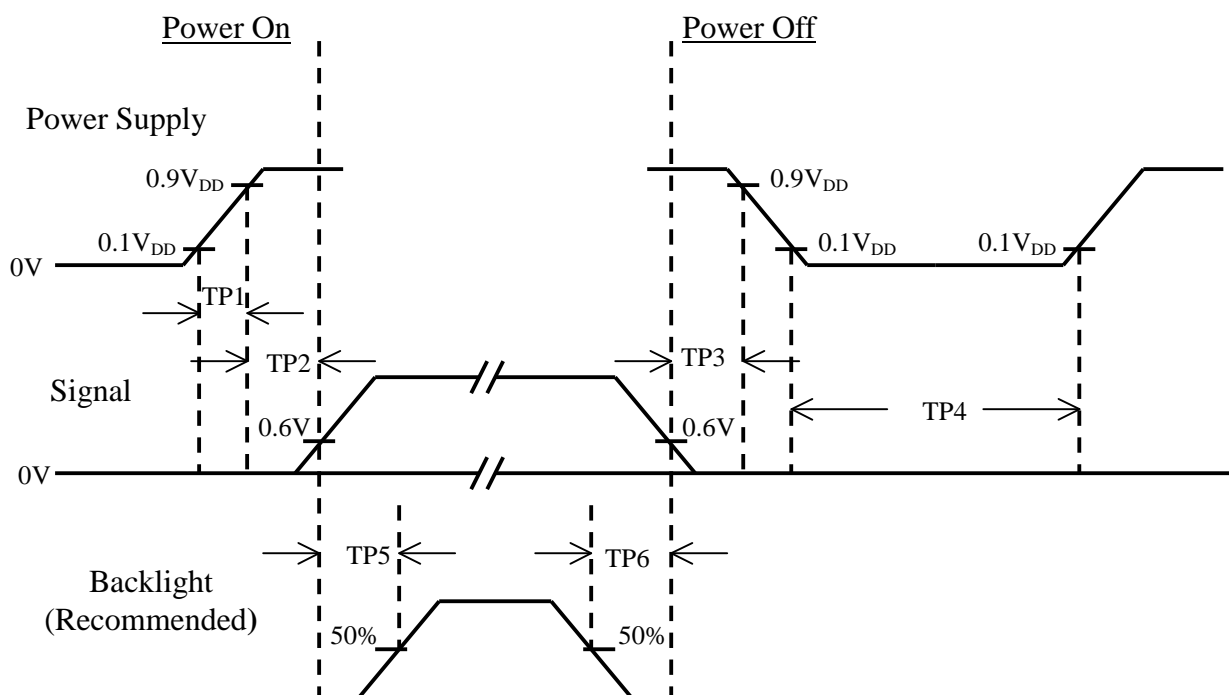 Power On
Power Off
Power Supply
0.9V_DD
0.9V_DD
0.1V_DD
0.1V_DD
0.1V_DD
0V
TP1
TP2
TP3
Signal
TP4
0.6V
0.6V
0V
TP5
TP6
Backlight
(Recommended)
50%
50%